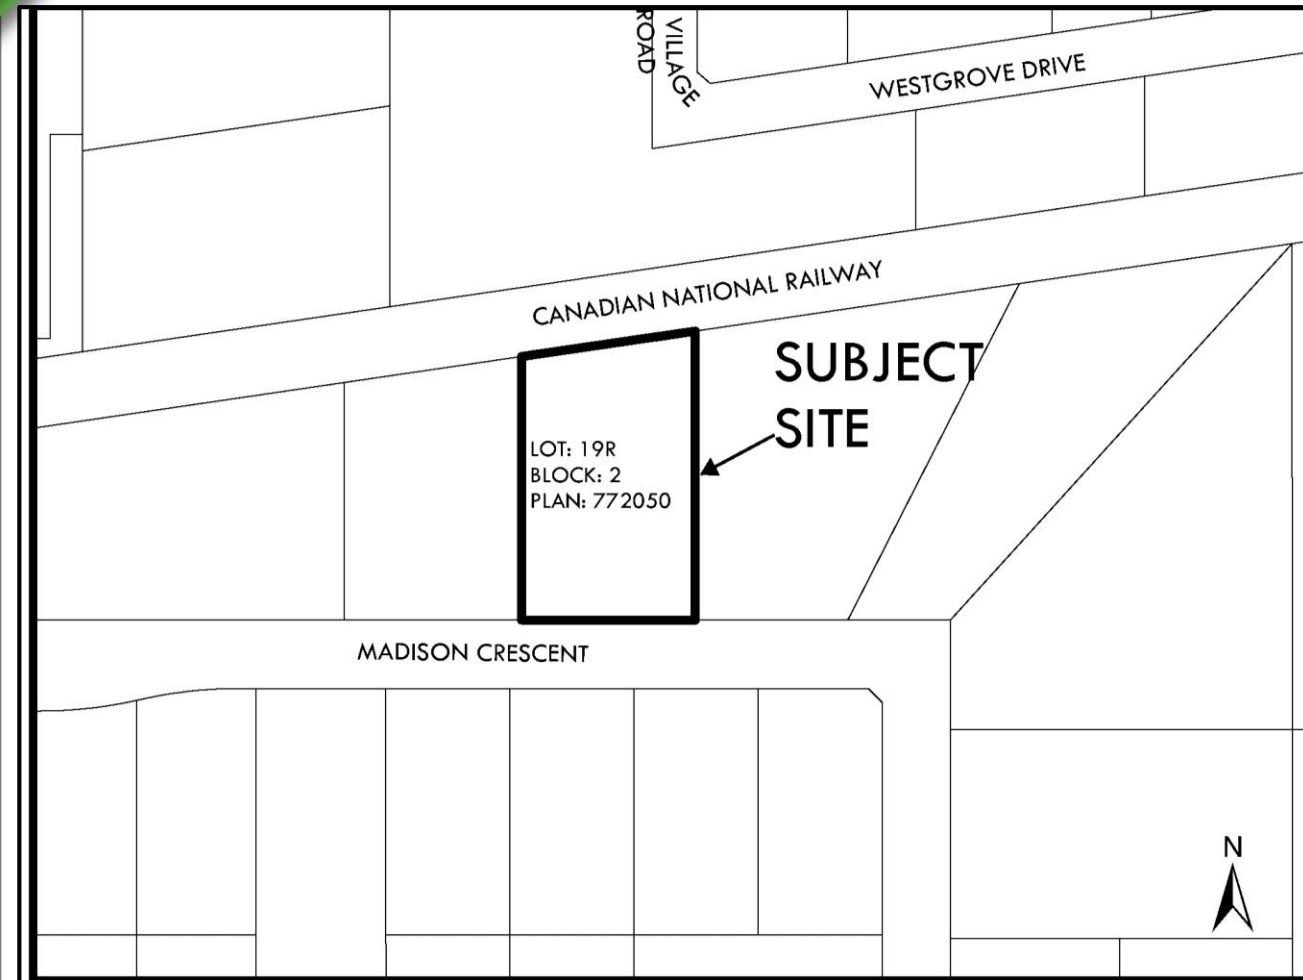 VILLAGE
ROAD
WESTGROVE DRIVE
CANADIAN NATIONAL RAILWAY
SUBJECT
SITE
LOT: 19R
BLOCK: 2
PLAN: 772050
MADISON CRESCENT
N